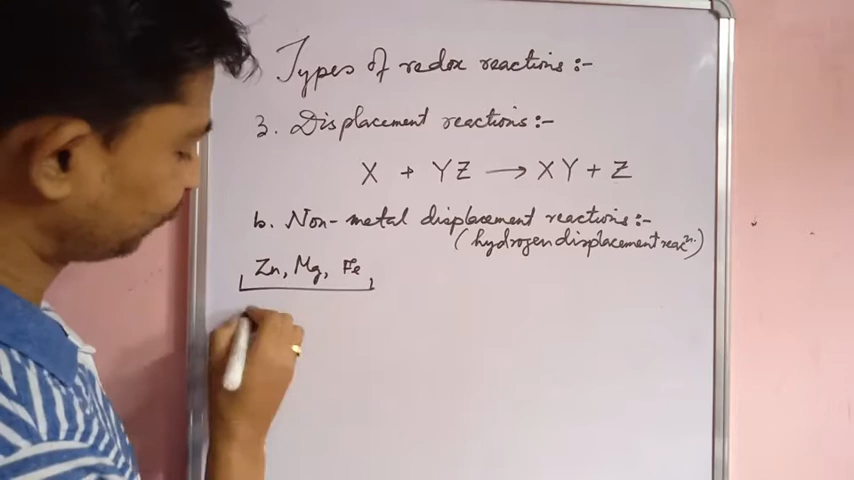 Types of redox reactions :-
3. Displacement reactions :-
X + YZ → XY + Z
b. Non-metal displacement reactions :-
(hydrogen displacement reacⁿ.)
Zn, Mg, Fe